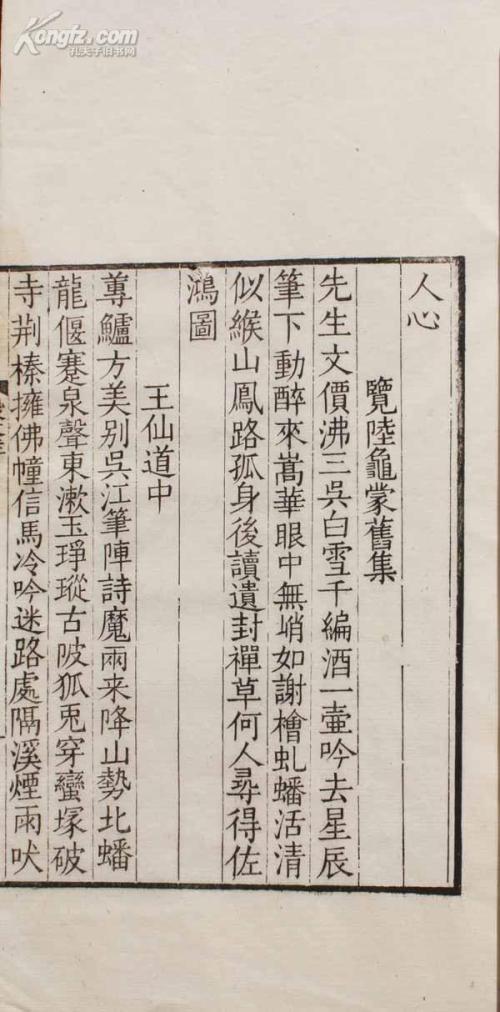 Kongfz.com
孔夫子旧书网
人心
覽陸龜蒙舊集
先生文價沸三吳白雪千編酒一壷吟去星辰
筆下動醉來嵩華眼中無峭如謝檜虬蟠活清
似緱山鳳路孤身後讀遺封禪草何人尋得佐
鴻圖
王仙道中
蓴鱸方美別吳江筆陣詩魔兩来降山勢北蟠
龍偃蹇泉聲東漱玉琤瑽古陂狐兎穿蠻塚破
寺荆榛擁佛幢信馬冷吟迷路處隔溪煙雨吠